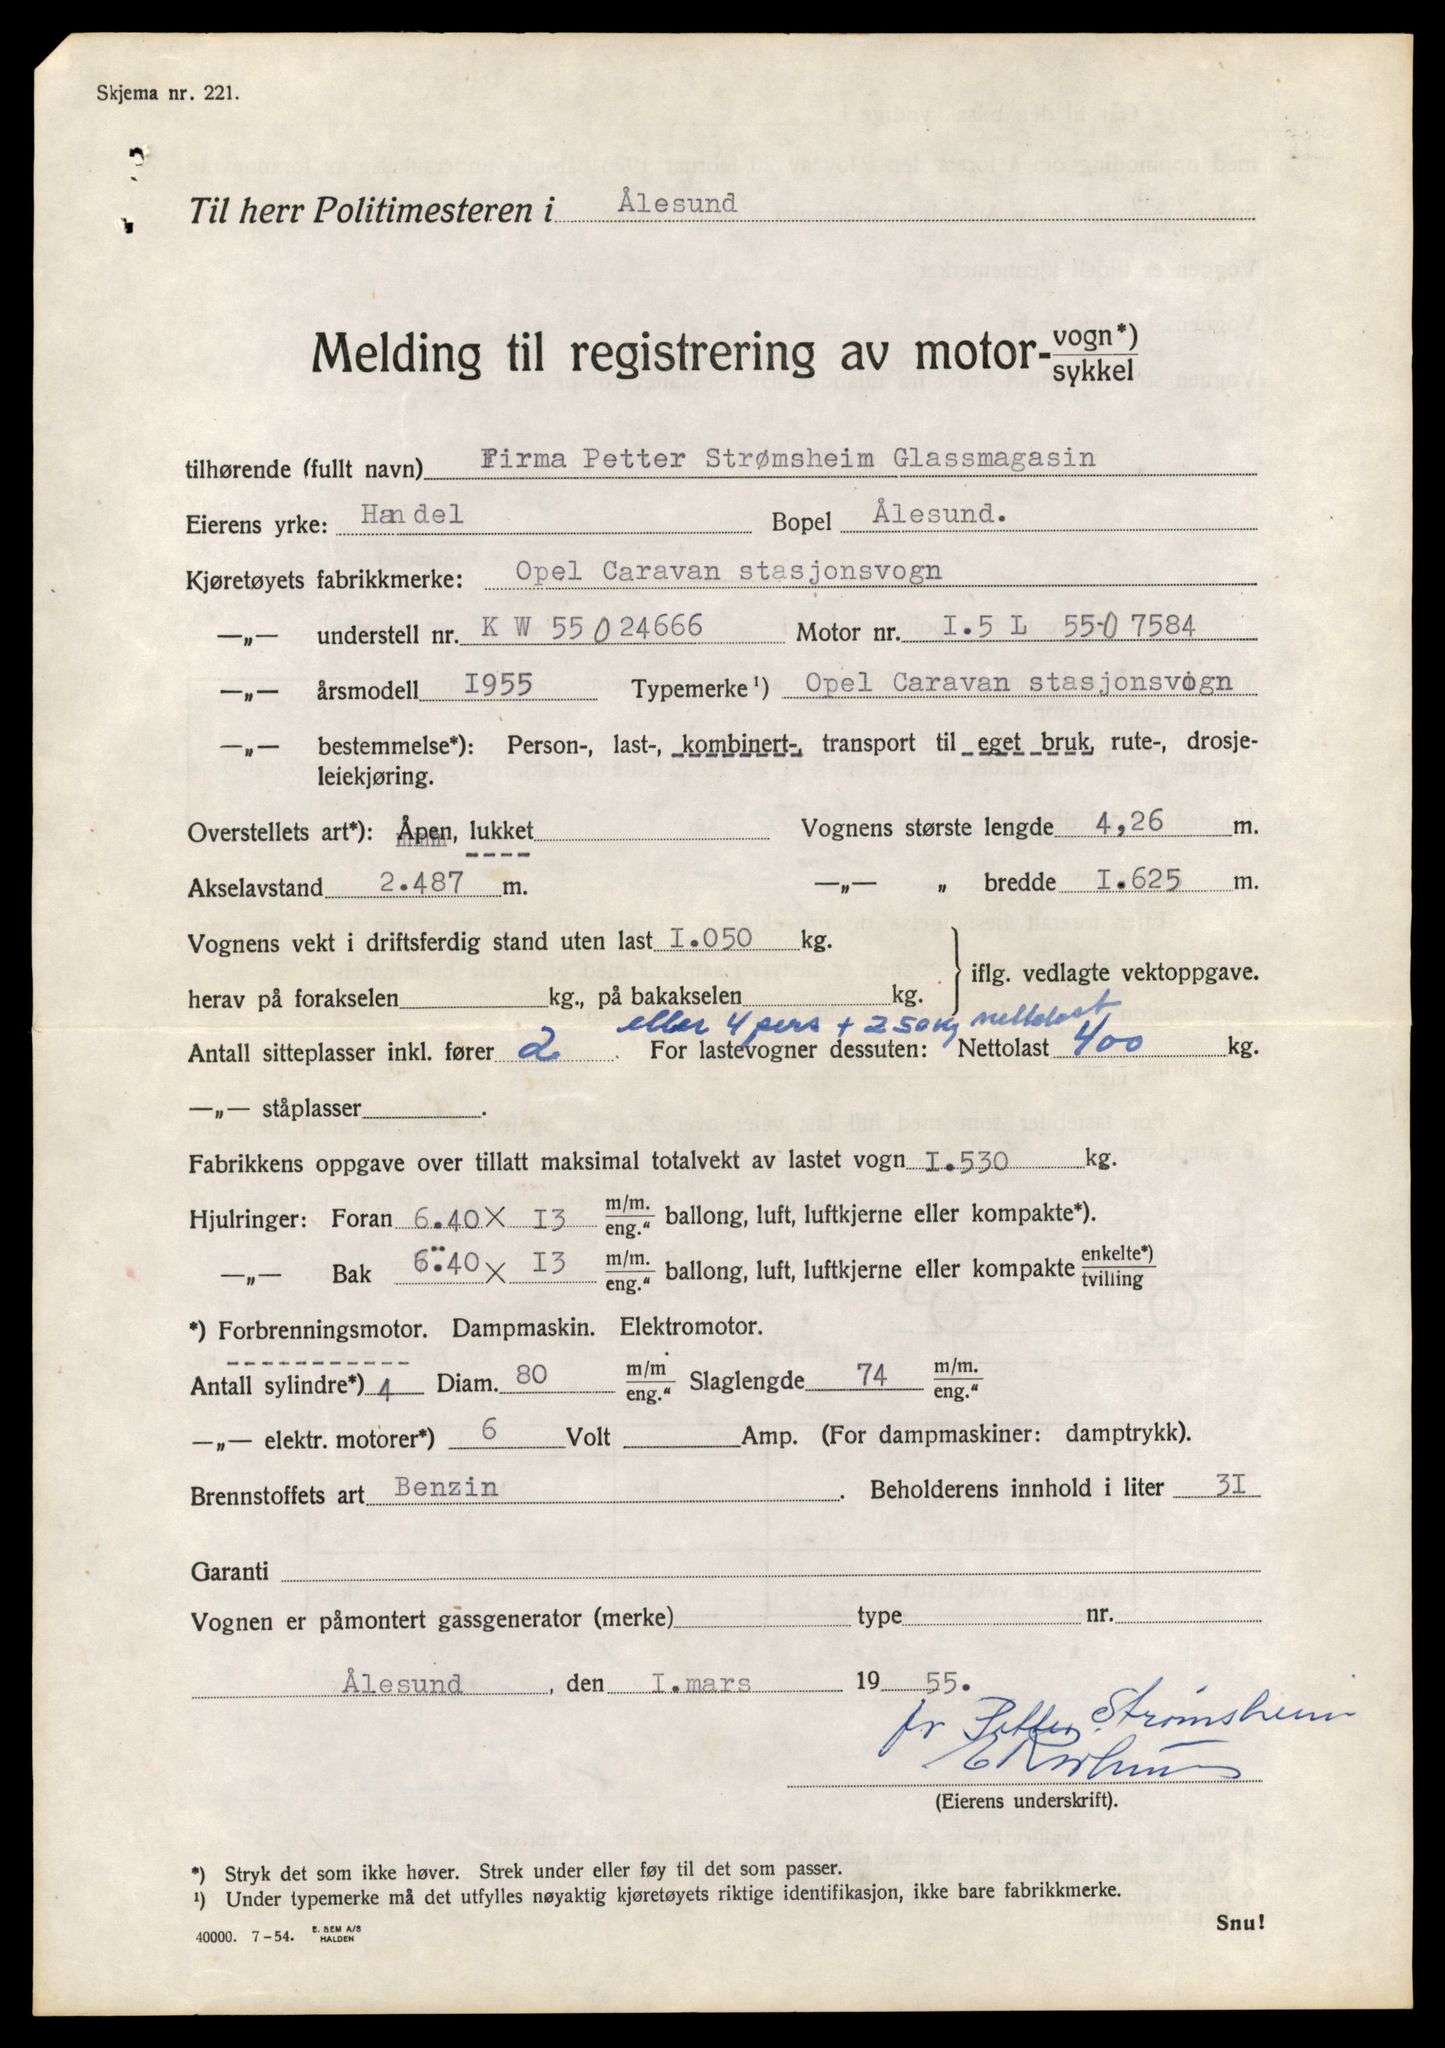 Skjema nr. 221.
Til herr Politimesteren i Ålesund
Melding til registrering av motor-vogn*)/sykkel
tilhørende (fullt navn) Firma Petter Strømsheim Glassmagasin
Eierens yrke: Handel Bopel Ålesund.
Kjøretøyets fabrikkmerke: Opel Caravan stasjonsvogn
—„— understell nr. K W 55 0 24666 Motor nr. I.5 L 55-0 7584
—„— årsmodell I955 Typemerke¹) Opel Caravan stasjonsvogn
—„— bestemmelse*): Person-, last-, kombinert-, transport til eget bruk, rute-, drosje-
leiekjøring.
Overstellets art*): Åpen, lukket Vognens største lengde 4,26 m.
Akselavstand 2.487 m. —„— „ bredde I.625 m.
Vognens vekt i driftsferdig stand uten last I.050 kg.
herav på forakselen kg., på bakakselen kg. iflg. vedlagte vektoppgave.
eller 4 pers + 250 kg nettolast
Antall sitteplasser inkl. fører 2 . For lastevogner dessuten: Nettolast 400 kg.
—„— ståplasser .
Fabrikkens oppgave over tillatt maksimal totalvekt av lastet vogn I.530 kg.
Hjulringer: Foran 6.40 X I3 m/m./eng." ballong, luft, luftkjerne eller kompakte*).
—„— Bak 6.40 X I3 m/m./eng." ballong, luft, luftkjerne eller kompakte enkelte*)/tvilling
*) Forbrenningsmotor. Dampmaskin. Elektromotor.
Antall sylindre*) 4 Diam. 80 m/m/eng." Slaglengde 74 m/m./eng."
—„— elektr. motorer*) 6 Volt Amp. (For dampmaskiner: damptrykk).
Brennstoffets art Benzin . Beholderens innhold i liter 3I
Garanti
Vognen er påmontert gassgenerator (merke) type nr.
Ålesund , den I.mars 19 55.
fr Petter Strømsheim
(Eierens underskrift).
*) Stryk det som ikke høver. Strek under eller føy til det som passer.
¹) Under typemerke må det utfylles nøyaktig kjøretøyets riktige identifikasjon, ikke bare fabrikkmerke.
Snu!
40000. 7-54. E. SEM A/S HALDEN